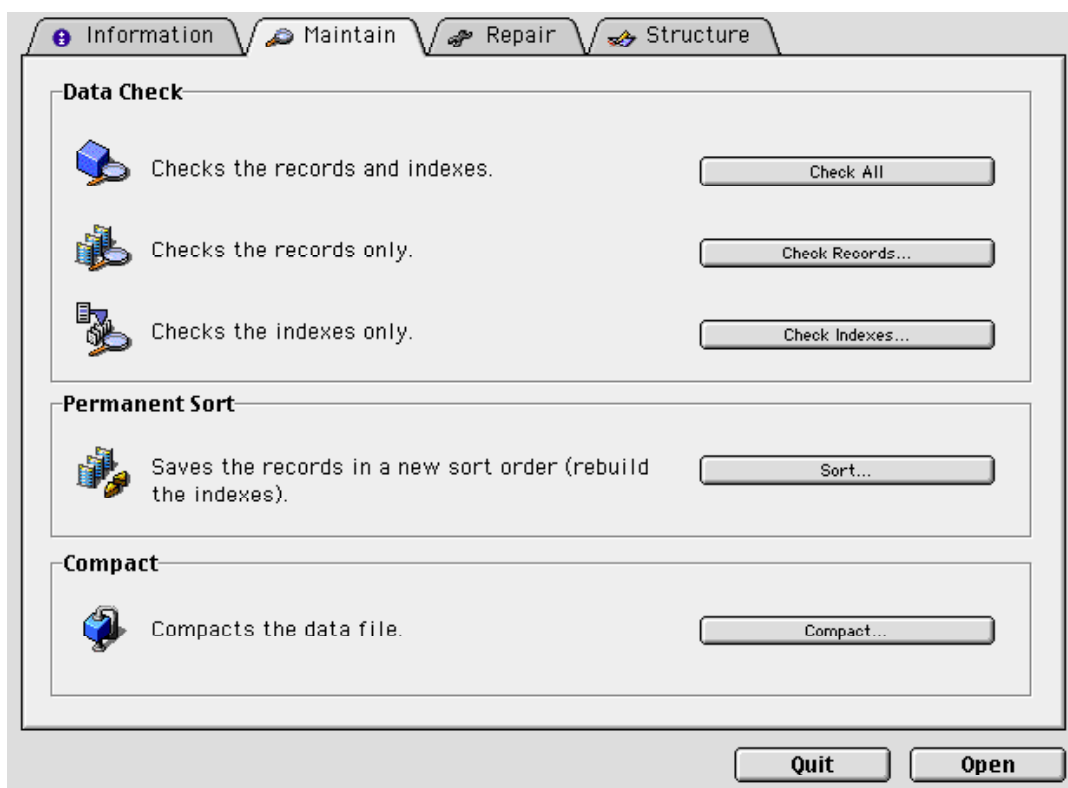 Information Maintain Repair Structure
Data Check
Checks the records and indexes. Check All
Checks the records only. Check Records...
Checks the indexes only. Check Indexes...
Permanent Sort
Saves the records in a new sort order (rebuild Sort...
the indexes).
Compact
Compacts the data file. Compact...
Quit Open